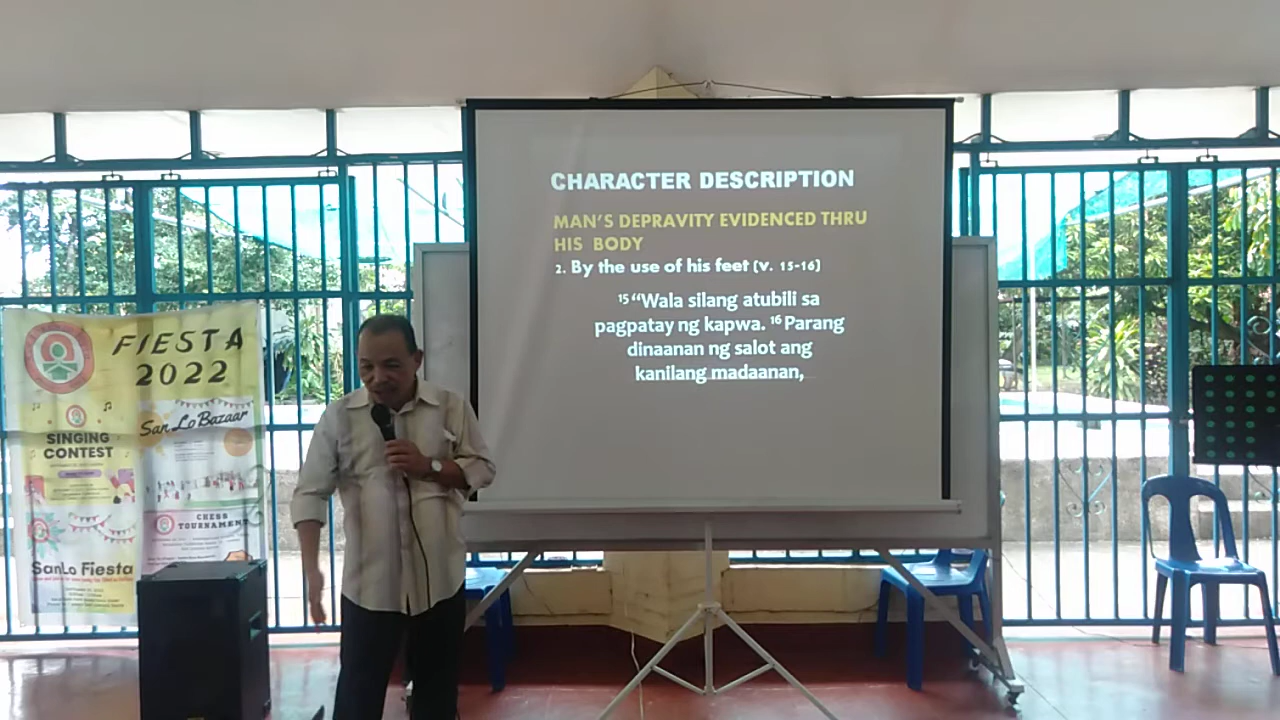 CHARACTER DESCRIPTION
MAN'S DEPRAVITY EVIDENCED THRU
HIS BODY
2. By the use of his feet (v. 15-16)
15 “Wala silang atubili sa
pagpatay ng kapwa. 16 Parang
dinaanan ng salot ang
kanilang madaanan,
FIESTA
2022
SINGING
CONTEST
San Lo Bazaar
CHESS
TOURNAMENT
SanLo Fiesta